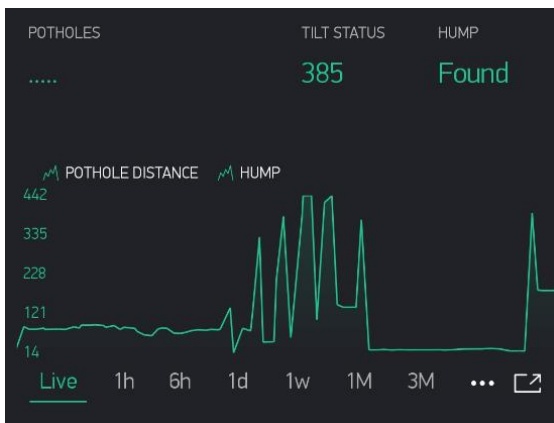 POTHOLES TILT STATUS HUMP
..... 385 Found
POTHOLE DISTANCE HUMP
442
335
228
121
14
Live 1h 6h 1d 1w 1M 3M •••